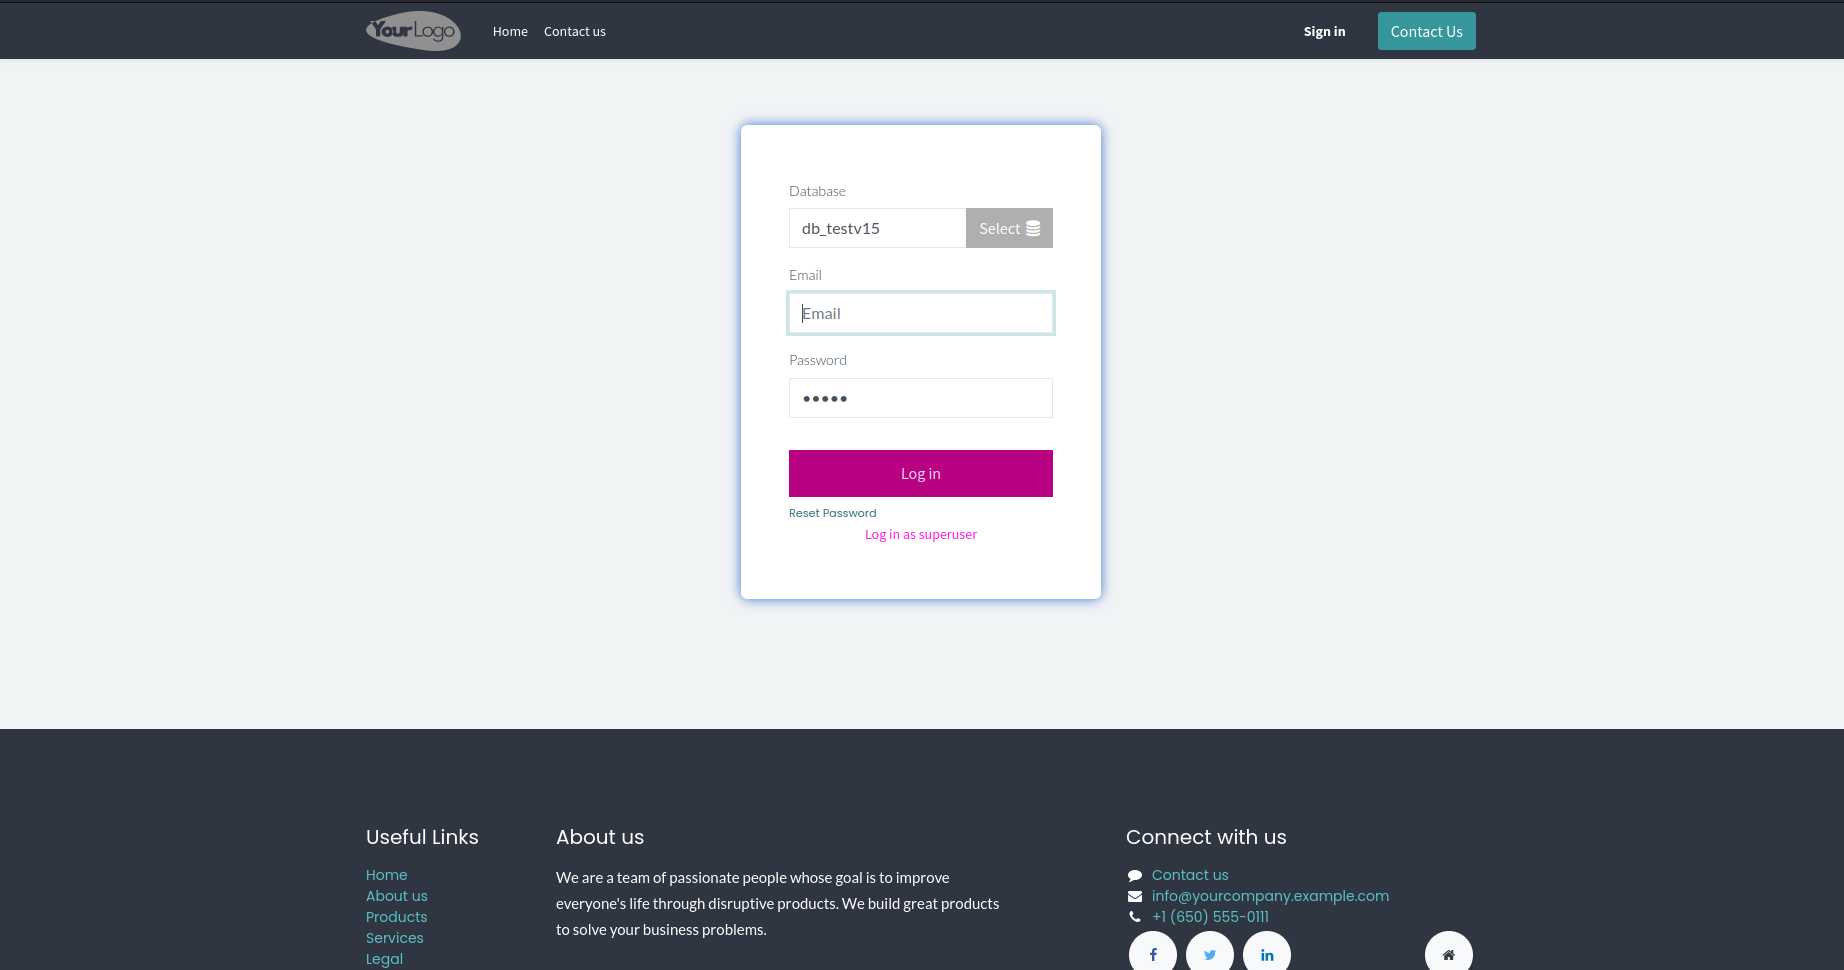 YourLogo
Home
Contact us
Sign in
Contact Us
Database
db_testv15
Select
Email
Email
Password
•••••
Log in
Reset Password
Log in as superuser
Useful Links
Home
About us
Products
Services
Legal
About us
We are a team of passionate people whose goal is to improve
everyone's life through disruptive products. We build great products
to solve your business problems.
Connect with us
Contact us
info@yourcompany.example.com
+1 (650) 555-0111